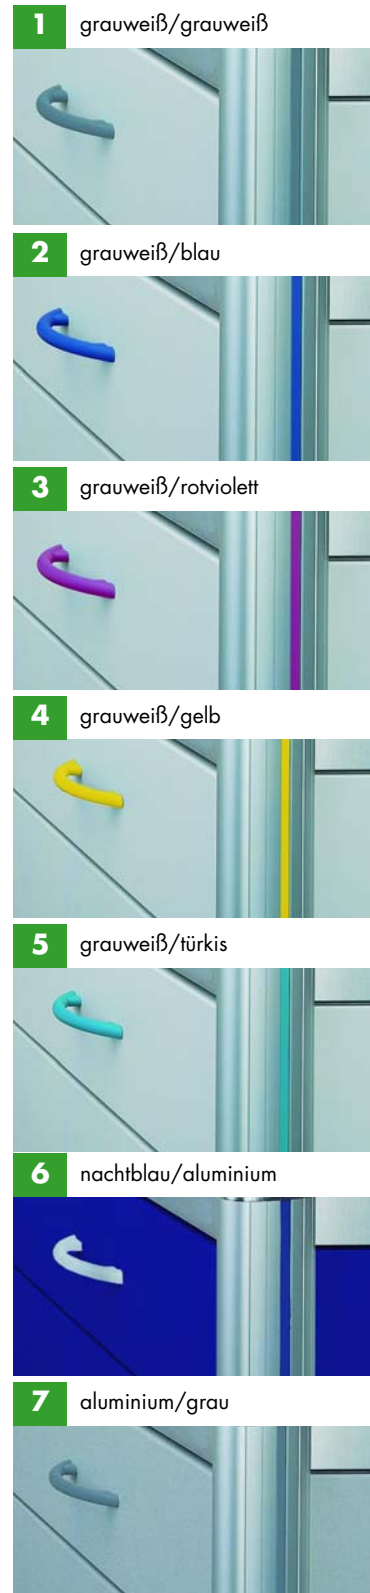 1 grauweiß/grauweiß
2 grauweiß/blau
3 grauweiß/rotviolett
4 grauweiß/gelb
5 grauweiß/türkis
6 nachtblau/aluminium
7 aluminium/grau